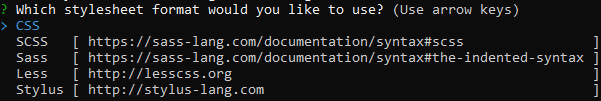 ? Which stylesheet format would you like to use? (Use arrow keys)
> CSS
  SCSS   [ https://sass-lang.com/documentation/syntax#scss                ]
  Sass   [ https://sass-lang.com/documentation/syntax#the-indented-syntax ]
  Less   [ http://lesscss.org                                             ]
  Stylus [ http://stylus-lang.com                                         ]